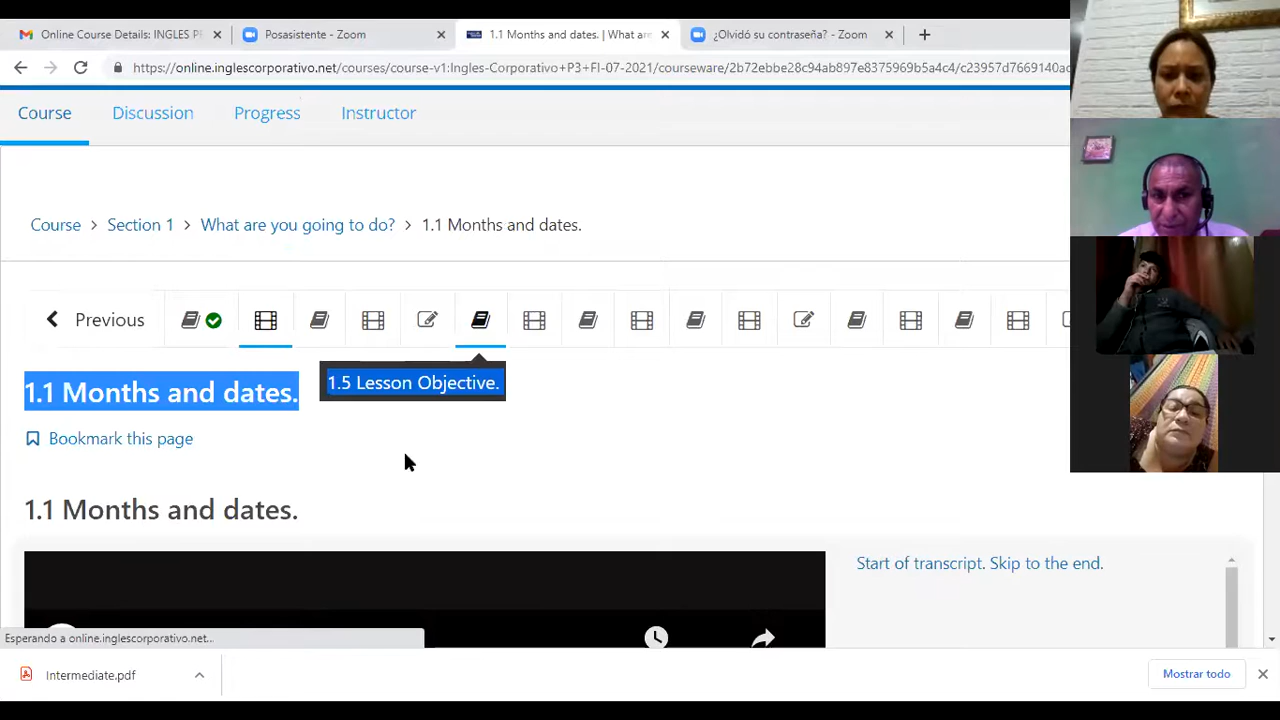 Online Course Details: INGLES P
Posasistente - Zoom
1.1 Months and dates. | What are
¿Olvidó su contraseña? - Zoom
https://online.inglescorporativo.net/courses/course-v1:Ingles-Corporativo+P3+FI-07-2021/courseware/2b72ebbe28c94ab897e8375969b5a4c4/c23957d7669140ac
Course
Discussion
Progress
Instructor
Course > Section 1 > What are you going to do? > 1.1 Months and dates.
Previous
1.1 Months and dates.
1.5 Lesson Objective.
Bookmark this page
1.1 Months and dates.
Start of transcript. Skip to the end.
Esperando a online.inglescorporativo.net...
Intermediate.pdf
Mostrar todo